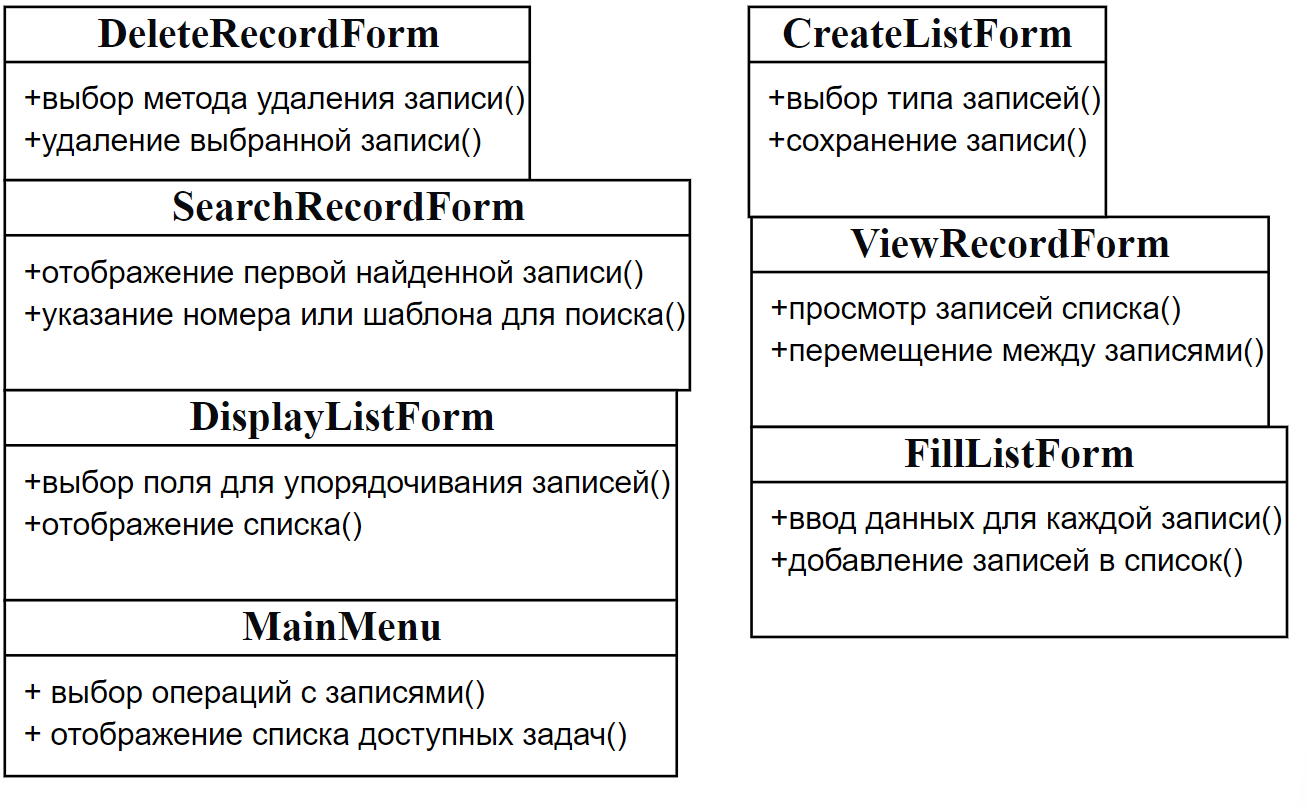 DeleteRecordForm
+выбор метода удаления записи()
+удаление выбранной записи()
SearchRecordForm
+отображение первой найденной записи()
+указание номера или шаблона для поиска()
DisplayListForm
+выбор поля для упорядочивания записей()
+отображение списка()
MainMenu
+ выбор операций с записями()
+ отображение списка доступных задач()
CreateListForm
+выбор типа записей()
+сохранение записи()
ViewRecordForm
+просмотр записей списка()
+перемещение между записями()
FillListForm
+ввод данных для каждой записи()
+добавление записей в список()